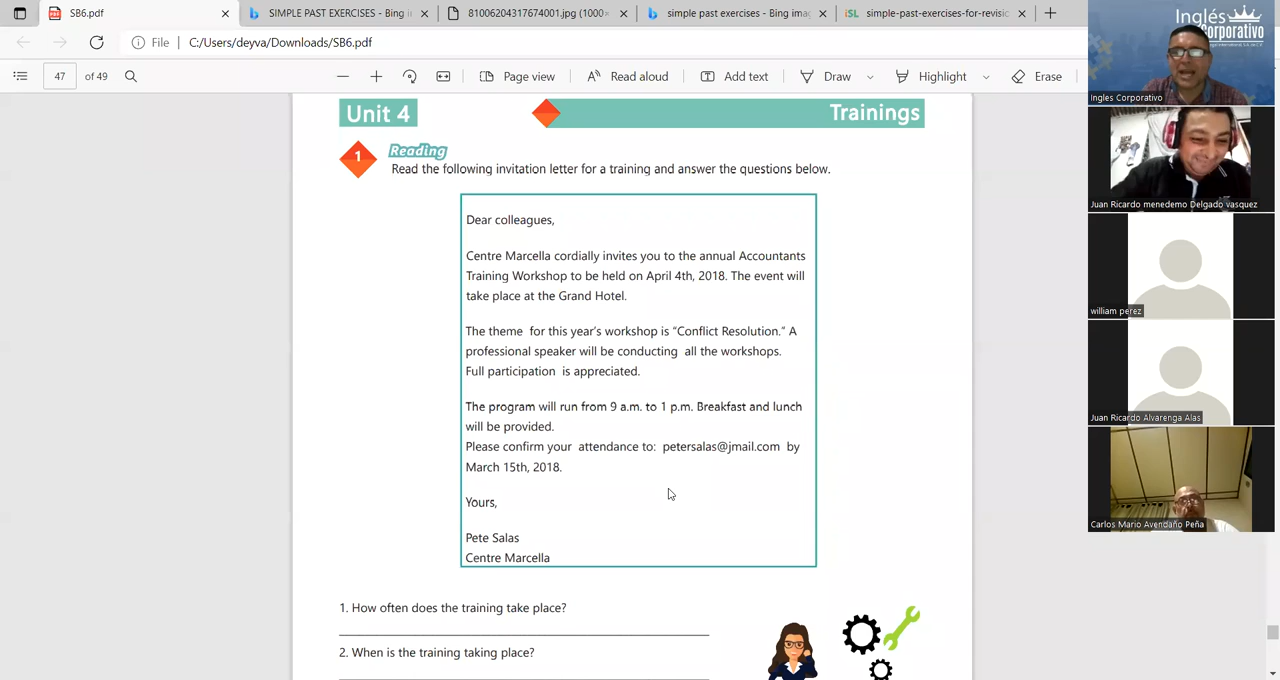 SB6.pdf
SIMPLE PAST EXERCISES - Bing i
81006204317674001.jpg (1000×
simple past exercises - Bing ima
simple-past-exercises-for-revisio
File
C:/Users/deyva/Downloads/SB6.pdf
47
of 49
Page view
Read aloud
Add text
Draw
Highlight
Erase
Unit 4
Trainings
1
Reading
Read the following invitation letter for a training and answer the questions below.
Dear colleagues,
Centre Marcella cordially invites you to the annual Accountants
Training Workshop to be held on April 4th, 2018. The event will
take place at the Grand Hotel.
The theme for this year's workshop is “Conflict Resolution.” A
professional speaker will be conducting all the workshops.
Full participation is appreciated.
The program will run from 9 a.m. to 1 p.m. Breakfast and lunch
will be provided.
Please confirm your attendance to: petersalas@jmail.com by
March 15th, 2018.
Yours,
Pete Salas
Centre Marcella
1. How often does the training take place?
2. When is the training taking place?
Inglés
Corporativo
Ingles Corporativo
Juan Ricardo menedemo Delgado vasquez
william perez
Juan Ricardo Alvarenga Alas
Carlos Mario Avendaño Peña